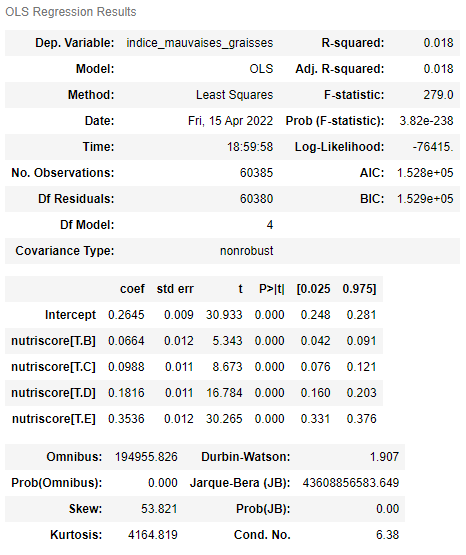 OLS Regression Results
Dep. Variable: indice_mauvaises_graisses R-squared: 0.018
Model: OLS Adj. R-squared: 0.018
Method: Least Squares F-statistic: 279.0
Date: Fri, 15 Apr 2022 Prob (F-statistic): 3.82e-238
Time: 18:59:58 Log-Likelihood: -76415.
No. Observations: 60385 AIC: 1.528e+05
Df Residuals: 60380 BIC: 1.529e+05
Df Model: 4
Covariance Type: nonrobust
coef std err t P>|t| [0.025 0.975]
Intercept 0.2645 0.009 30.933 0.000 0.248 0.281
nutriscore[T.B] 0.0664 0.012 5.343 0.000 0.042 0.091
nutriscore[T.C] 0.0988 0.011 8.673 0.000 0.076 0.121
nutriscore[T.D] 0.1816 0.011 16.784 0.000 0.160 0.203
nutriscore[T.E] 0.3536 0.012 30.265 0.000 0.331 0.376
Omnibus: 194955.826 Durbin-Watson: 1.907
Prob(Omnibus): 0.000 Jarque-Bera (JB): 43608856583.649
Skew: 53.821 Prob(JB): 0.00
Kurtosis: 4164.819 Cond. No. 6.38